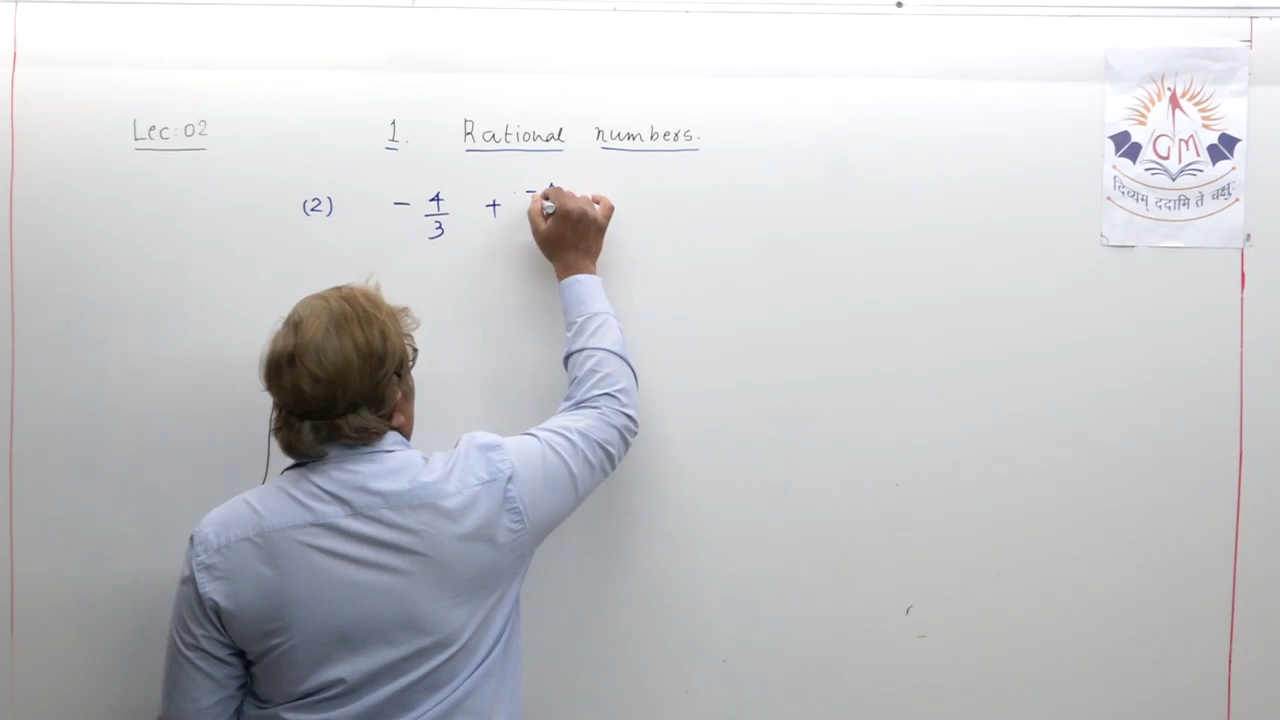 Lec:02 1. Rational numbers.
(2) - 4/3 + -
GM
दिव्यम् ददामि ते चक्षुः